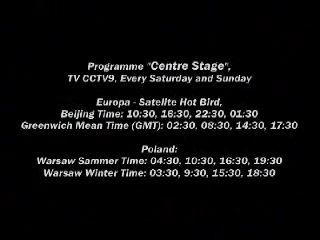 Programme "Centre Stage",
TV CCTV9, Every Saturday and Sunday
Europa - Satelite Hot Bird,
Beijing Time: 10:30, 16:30, 22:30, 01:30
Greenwich Mean Time (GMT): 02:30, 08:30, 14:30, 17:30
Poland:
Warsaw Sammer Time: 04:30, 10:30, 16:30, 19:30
Warsaw Winter Time: 03:30, 9:30, 15:30, 18:30